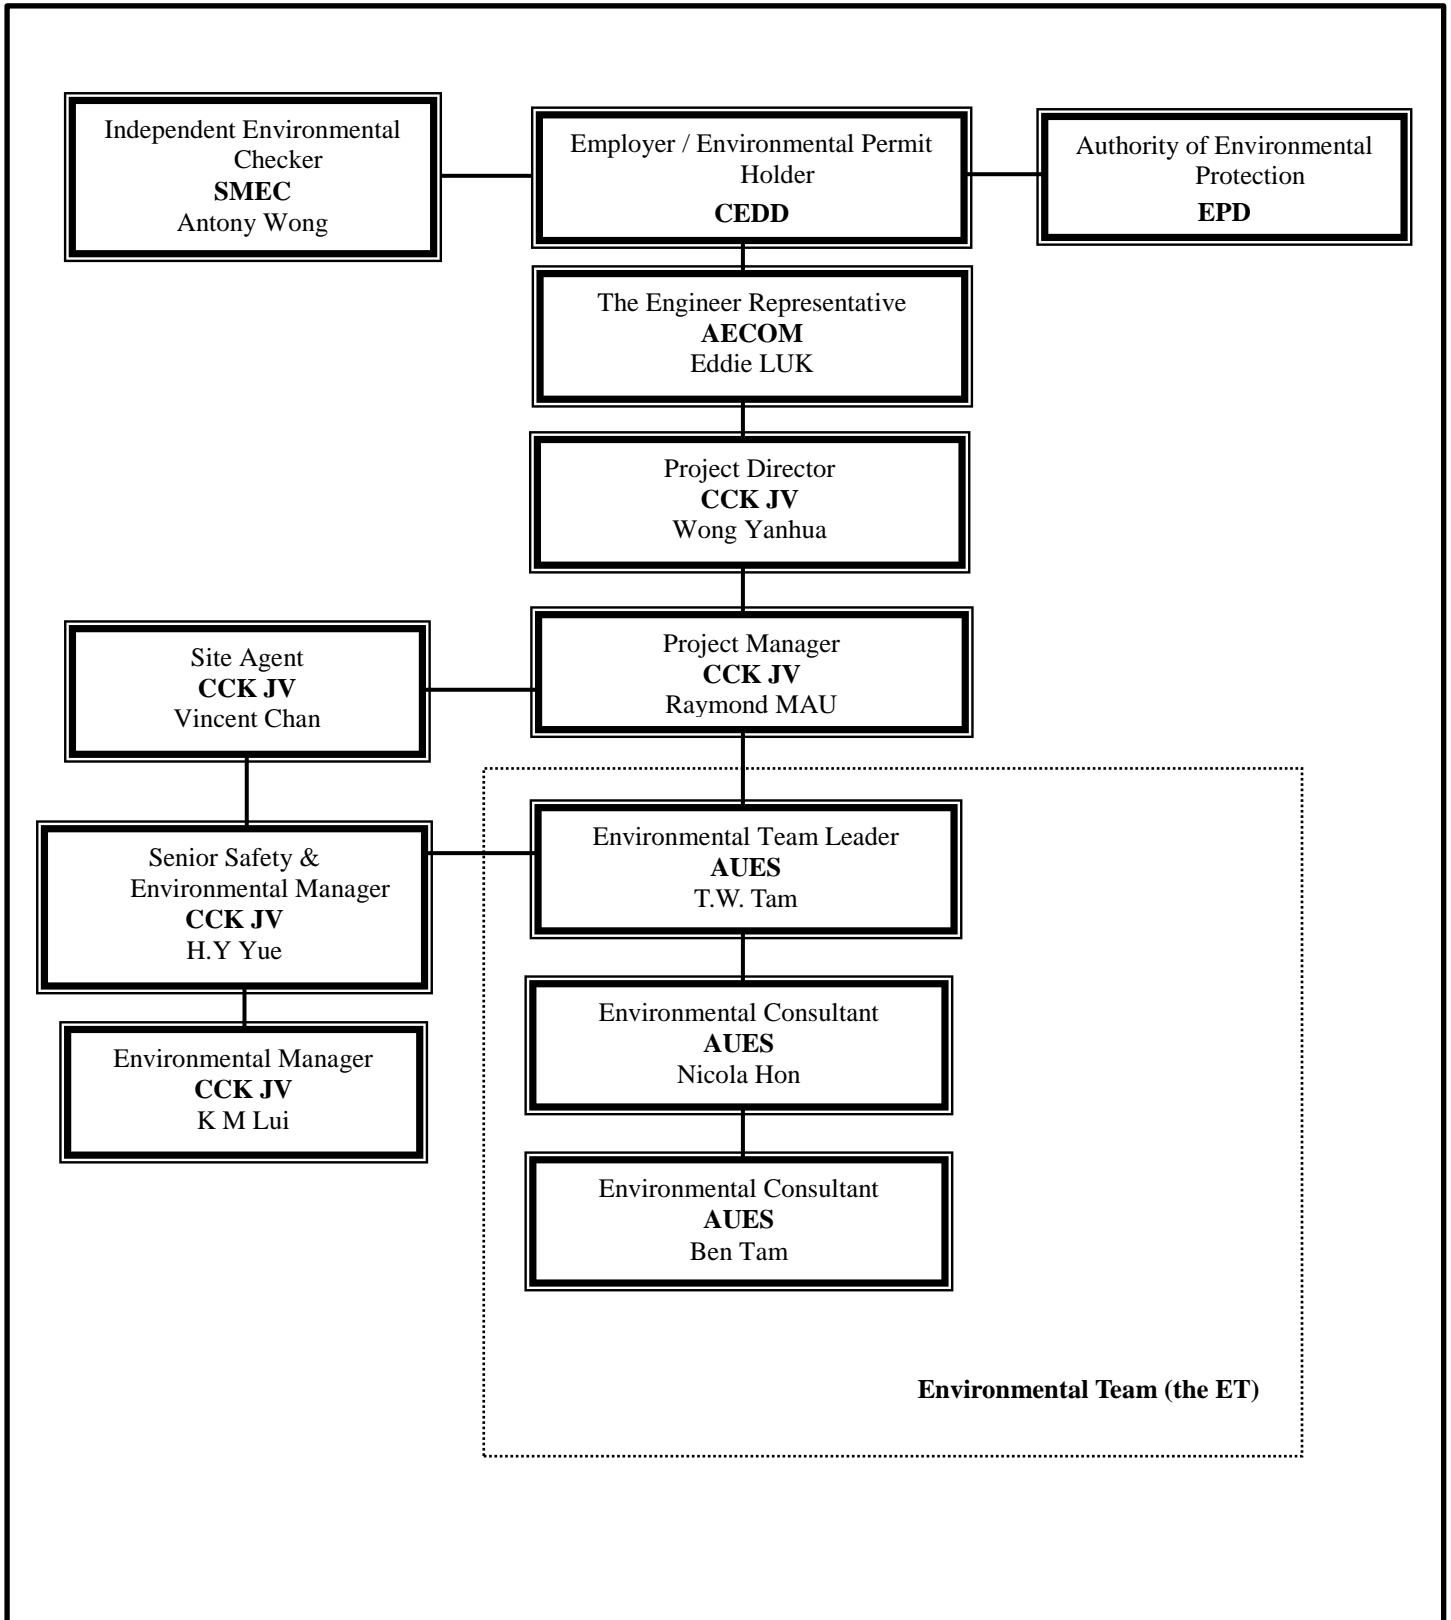 Independent Environmental
Checker
SMEC
Antony Wong
Employer / Environmental Permit
Holder
CEDD
Authority of Environmental
Protection
EPD
The Engineer Representative
AECOM
Eddie LUK
Project Director
CCK JV
Wong Yanhua
Site Agent
CCK JV
Vincent Chan
Project Manager
CCK JV
Raymond MAU
Senior Safety &
Environmental Manager
CCK JV
H.Y Yue
Environmental Team Leader
AUES
T.W. Tam
Environmental Manager
CCK JV
K M Lui
Environmental Consultant
AUES
Nicola Hon
Environmental Consultant
AUES
Ben Tam
Environmental Team (the ET)